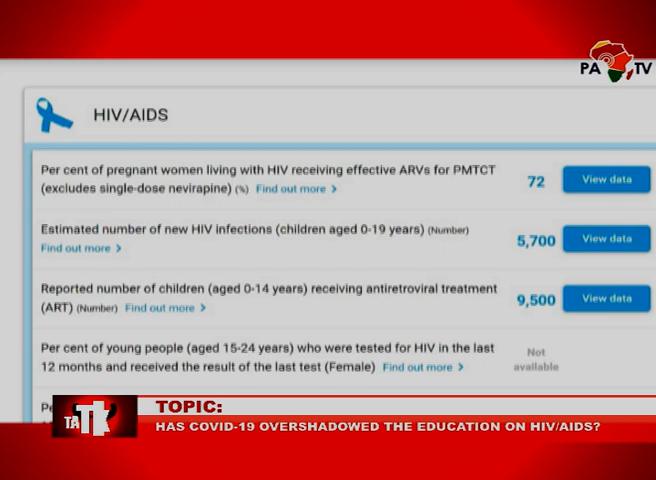 PA TV
HIV/AIDS
Per cent of pregnant women living with HIV receiving effective ARVs for PMTCT
(excludes single-dose nevirapine) (%) Find out more >
72 View data
Estimated number of new HIV infections (children aged 0-19 years) (Number)
Find out more >
5,700 View data
Reported number of children (aged 0-14 years) receiving antiretroviral treatment
(ART) (Number) Find out more >
9,500 View data
Per cent of young people (aged 15-24 years) who were tested for HIV in the last
12 months and received the result of the last test (Female) Find out more >
Not
available
TOPIC:
HAS COVID-19 OVERSHADOWED THE EDUCATION ON HIV/AIDS?